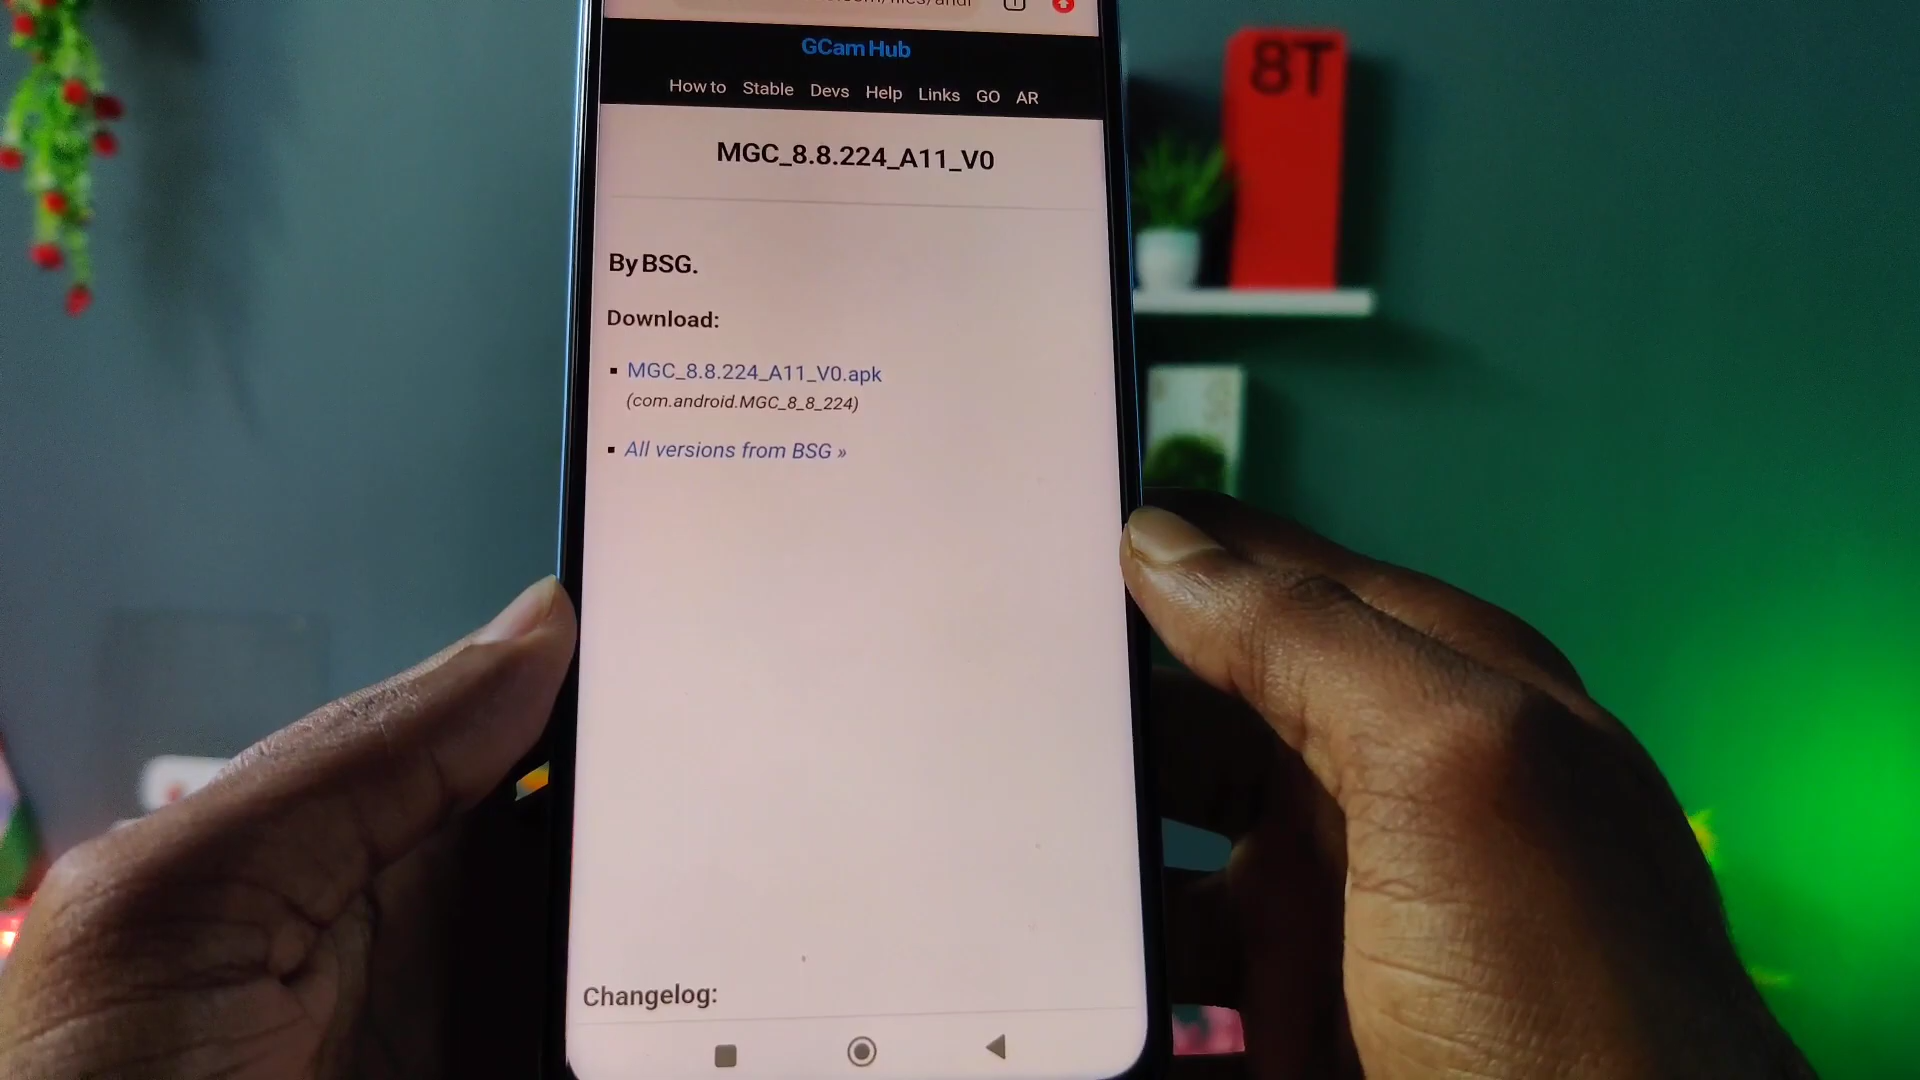 GCam Hub
How to Stable Devs Help Links GO AR
MGC_8.8.224_A11_V0
By BSG.
Download:
MGC_8.8.224_A11_V0.apk
(com.android.MGC_8_8_224)
All versions from BSG »
Changelog:
8T